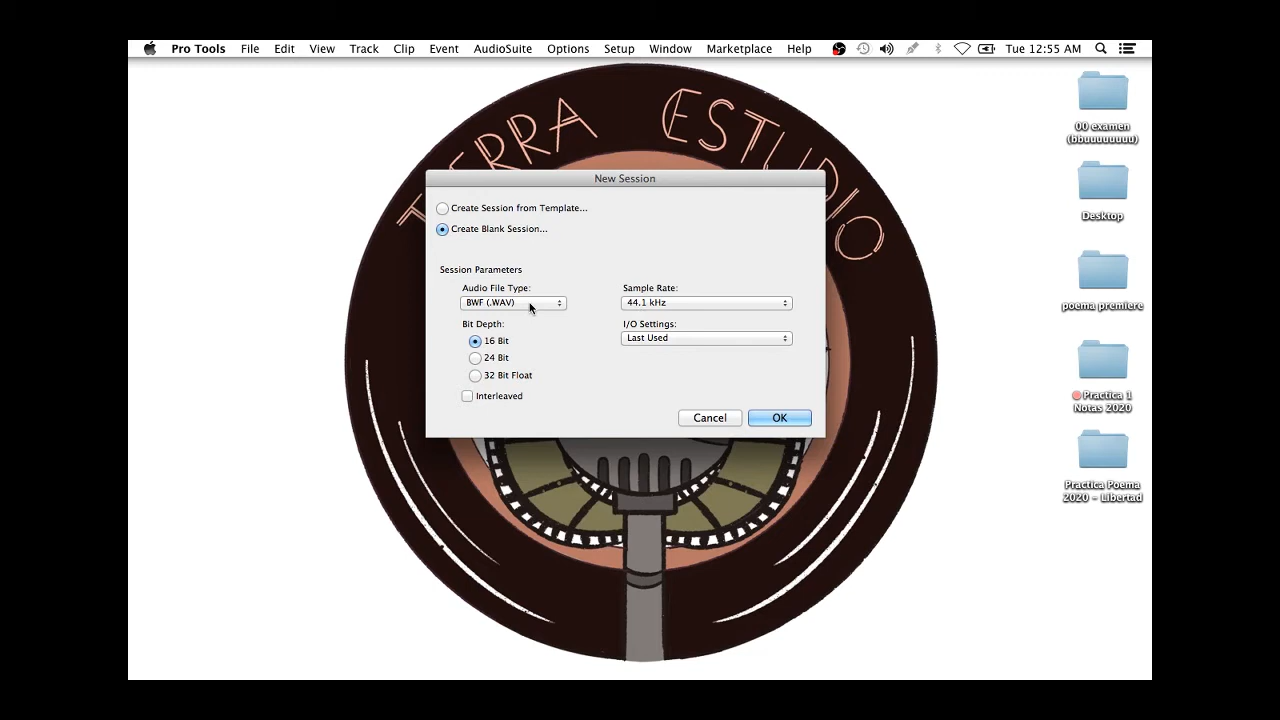 Pro Tools File Edit View Track Clip Event AudioSuite Options Setup Window Marketplace Help Tue 12:55 AM
ESTUDIO
New Session
Create Session from Template...
Create Blank Session...
Session Parameters
Audio File Type:
BWF (.WAV)
Sample Rate:
44.1 kHz
Bit Depth:
16 Bit
24 Bit
32 Bit Float
I/O Settings:
Last Used
Interleaved
Cancel
OK
00 examen
(bbuuuuuuuu)
Desktop
poema premiere
Practica 1
Notas 2020
Practica Poema
2020 - Libertad